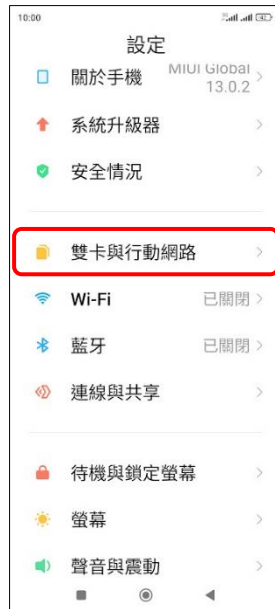 10:00
設定
關於手機 MIUI Global 13.0.2
系統升級器
安全情況
雙卡與行動網路
Wi-Fi 已關閉
藍牙 已關閉
連線與共享
待機與鎖定螢幕
螢幕
聲音與震動